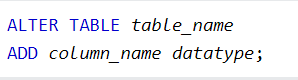 ALTER TABLE table_name
ADD column_name datatype;